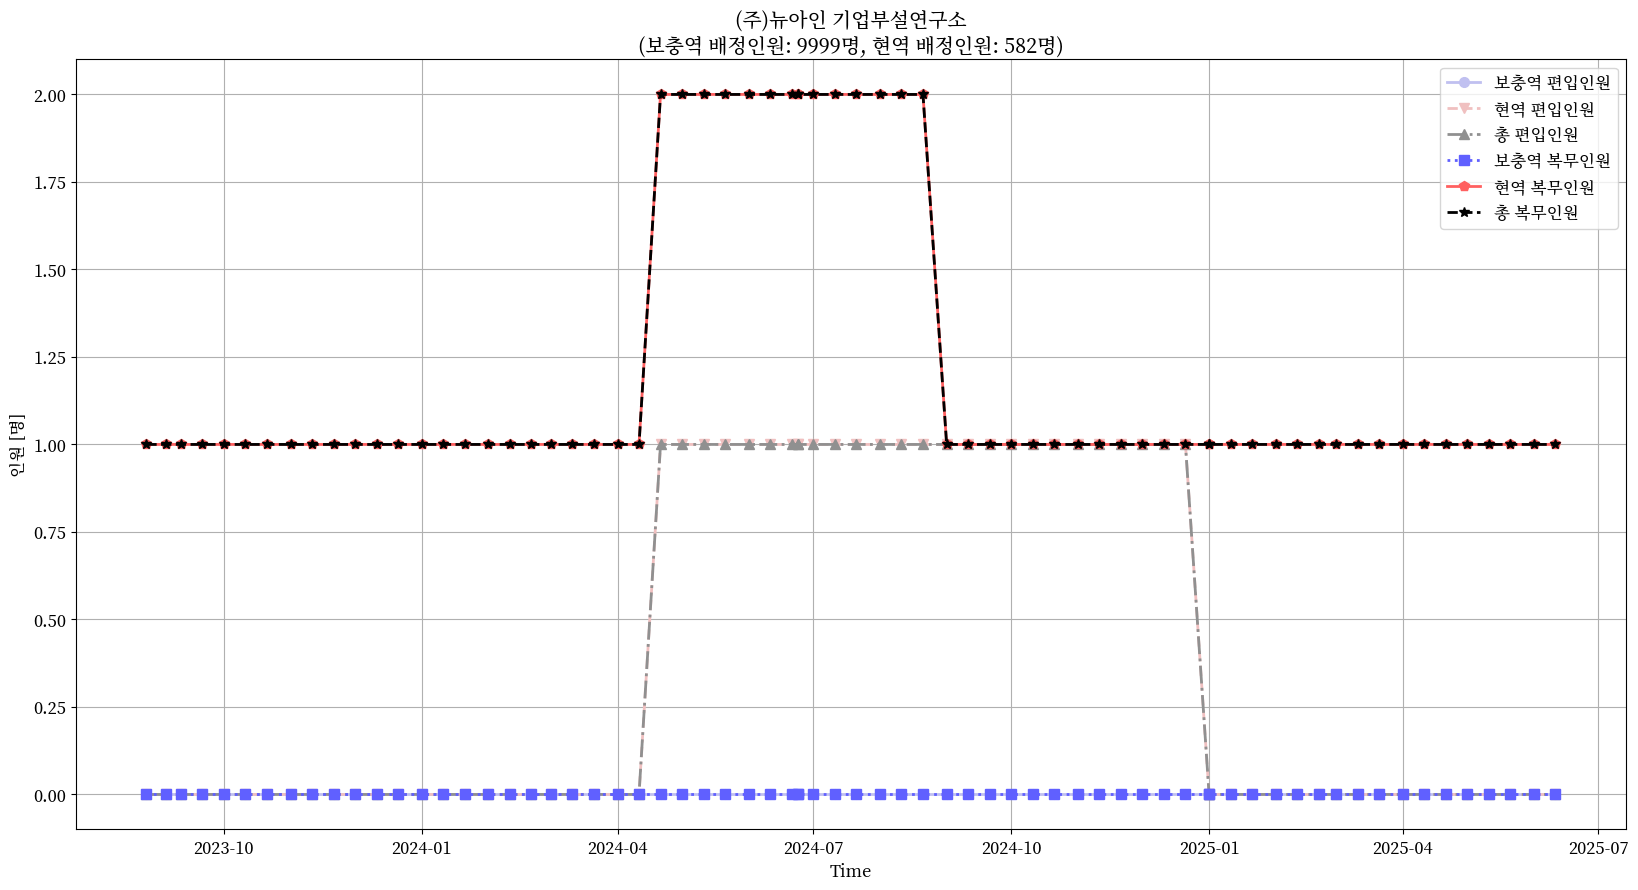 (주)뉴아인 기업부설연구소
(보충역 배정인원: 9999명, 현역 배정인원: 582명)
보충역 편입인원
현역 편입인원
총 편입인원
보충역 복무인원
현역 복무인원
총 복무인원
인원 [명]
2.00
1.75
1.50
1.25
1.00
0.75
0.50
0.25
0.00
2023-10
2024-01
2024-04
2024-07
2024-10
2025-01
2025-04
2025-07
Time